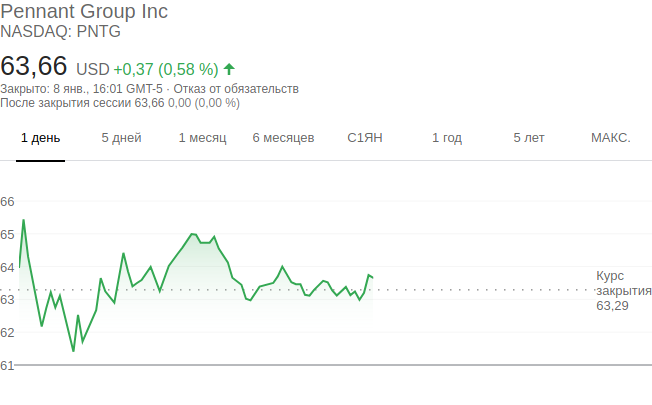 Pennant Group Inc
NASDAQ: PNTG
63,66 USD +0,37 (0,58 %)
Закрыто: 8 янв., 16:01 GMT-5 · Отказ от обязательств
После закрытия сессии 63,66 0,00 (0,00 %)
1 день 5 дней 1 месяц 6 месяцев С1ЯН 1 год 5 лет МАКС.
66
65
64
63
62
61
Курс
закрытия
63,29